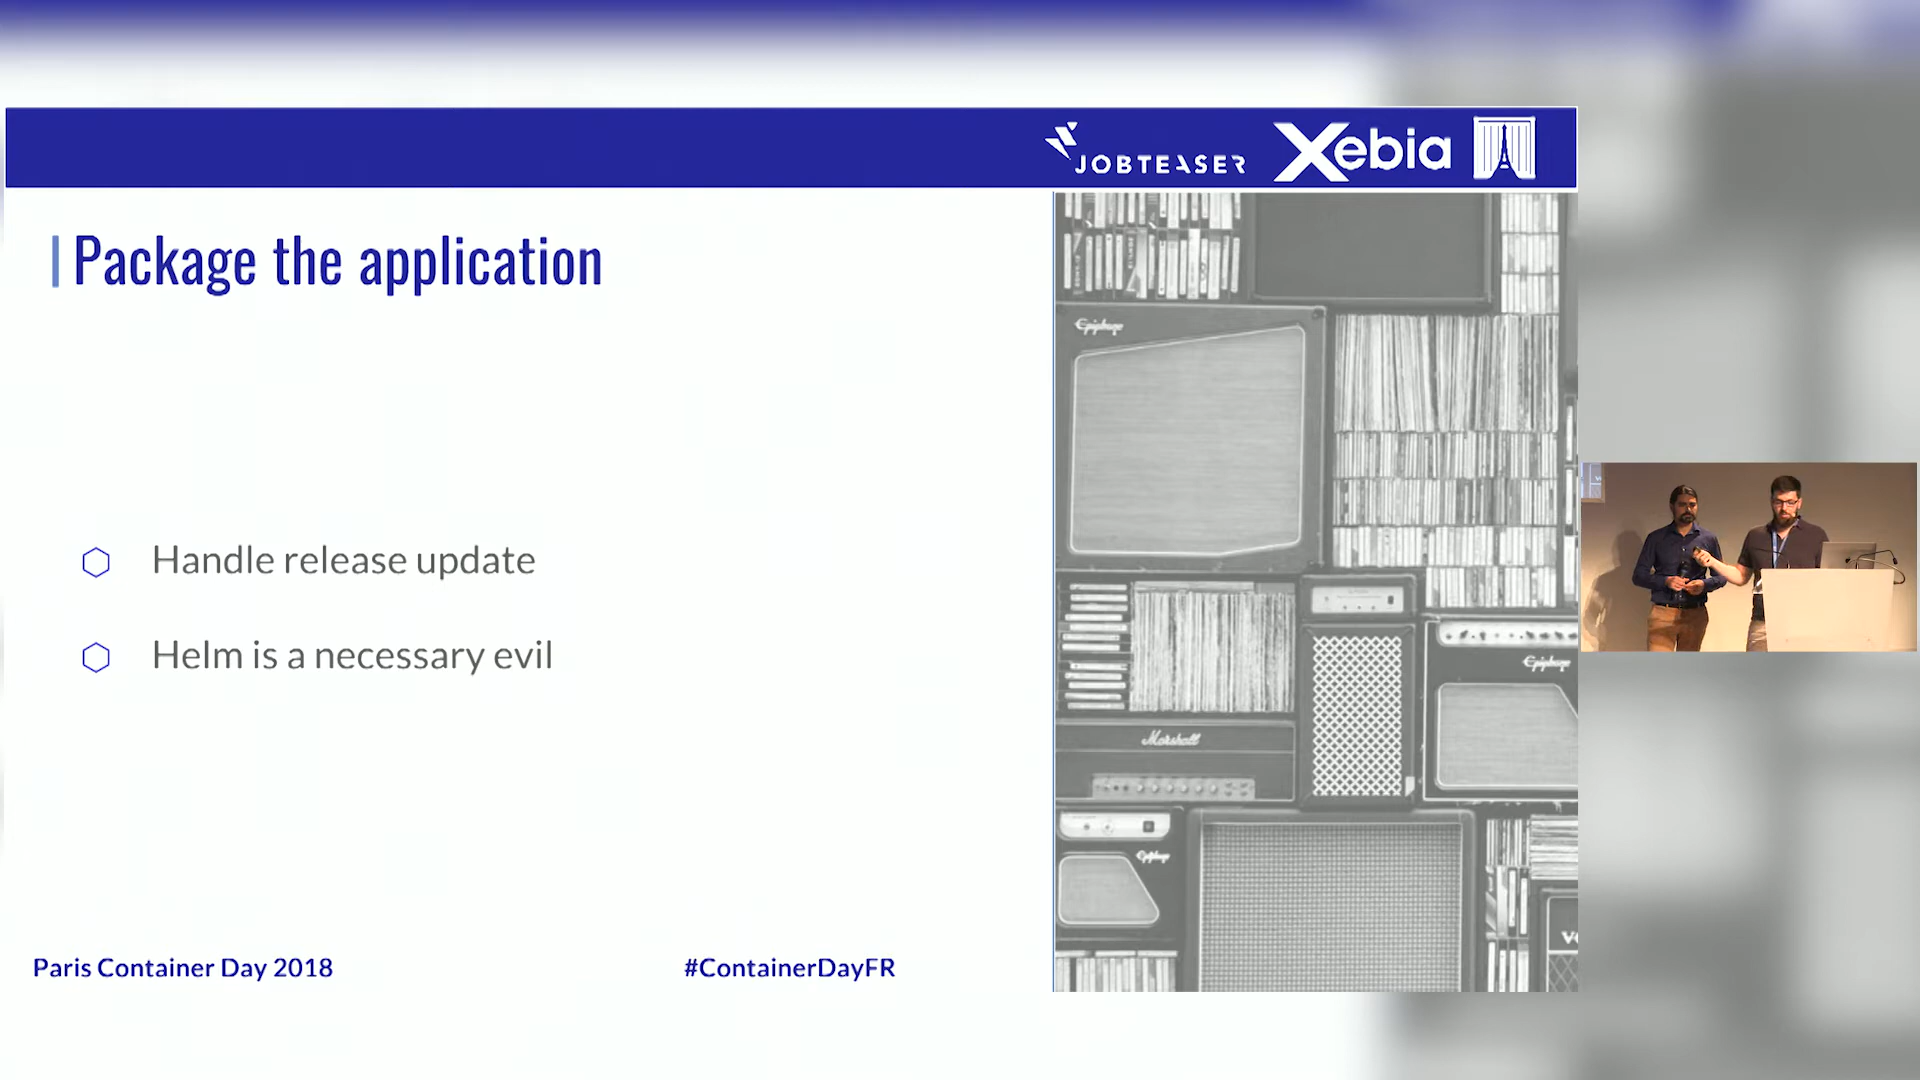 JOBTEASER
Xebia
Package the application
Epiphone
Handle release update
Epiphone
Helm is a necessary evil
Marshall
Epiphone
Paris Container Day 2018
#ContainerDayFR